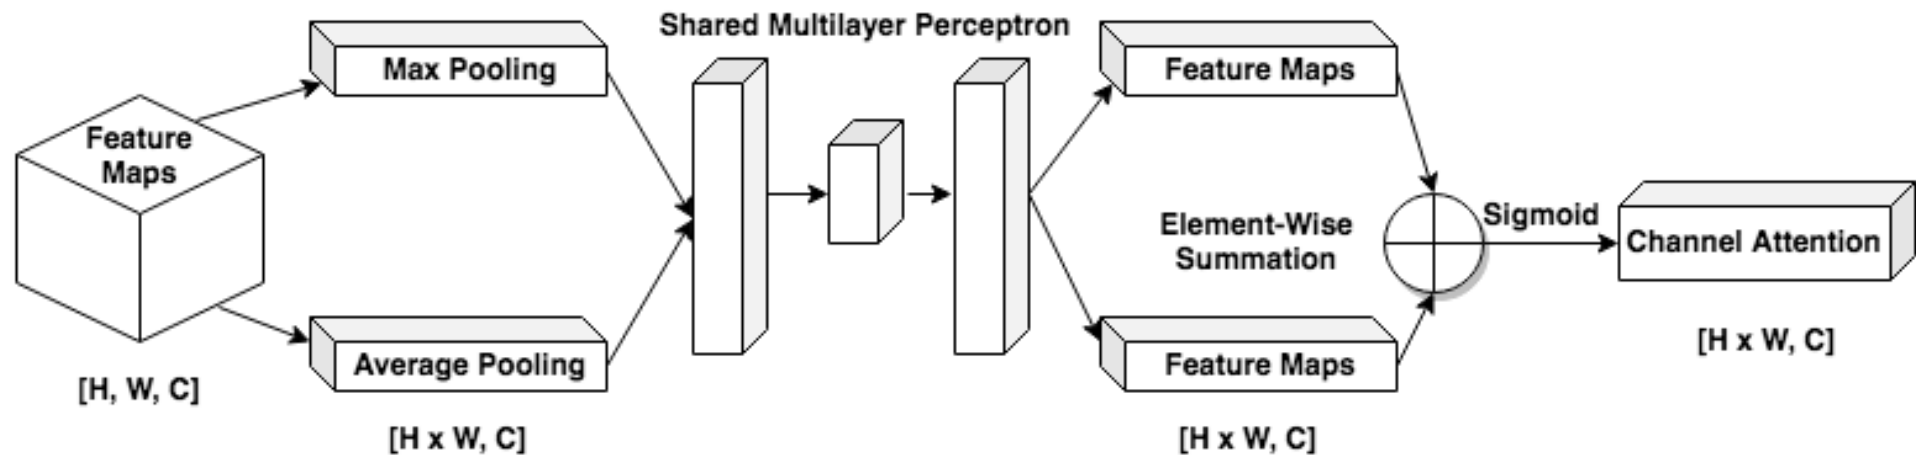 Shared Multilayer Perceptron
Max Pooling
Feature Maps
Feature
Maps
Element-Wise
Summation
Sigmoid
Channel Attention
Average Pooling
Feature Maps
[H, W, C]
[H x W, C]
[H x W, C]
[H x W, C]